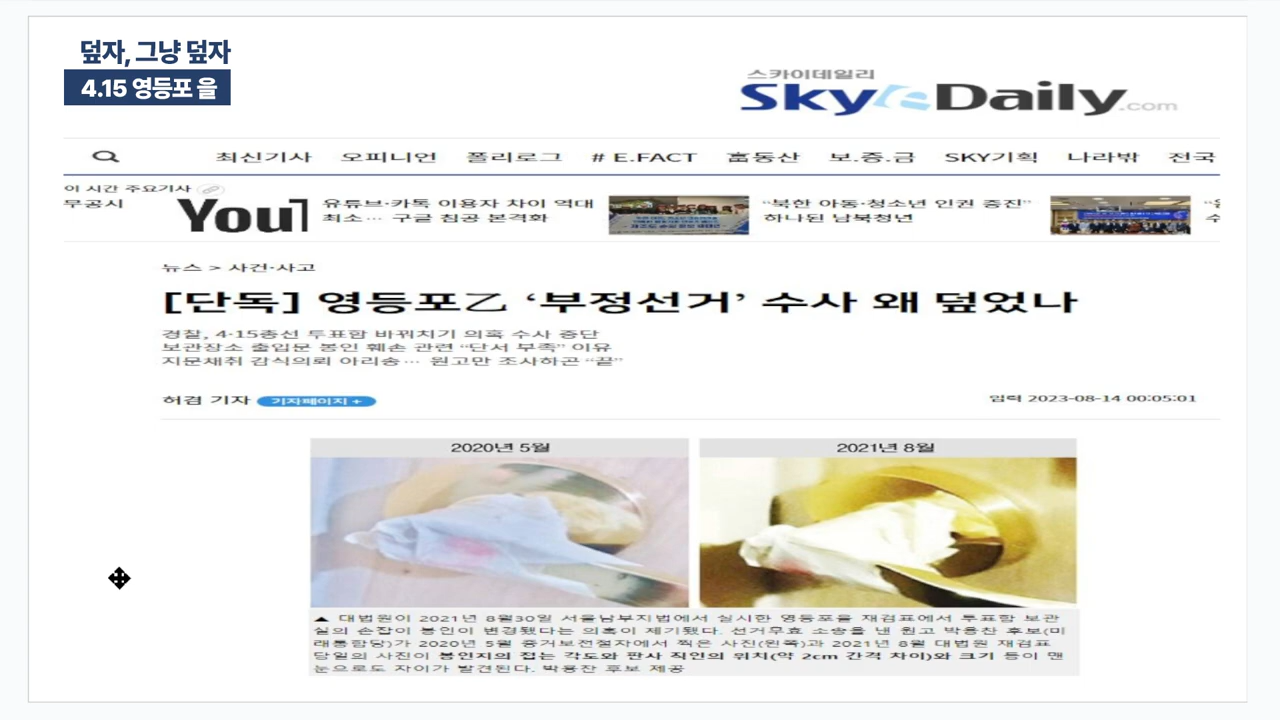 덮자, 그냥 덮자
4.15 영등포 을
스카이데일리
SkyeDaily.com
최신기사 오피니언 폴리로그 # E.FACT 富동산 보.증.금 SKY기획 나라밖 전국
이 시간 주요기사
무공시
You
유튜브·카톡 이용자 차이 역대
최소… 구글 침공 본격화
“북한 아동·청소년 인권 증진”
하나된 남북청년
뉴스 > 사건·사고
[단독] 영등포乙 ‘부정선거’ 수사 왜 덮었나
경찰, 4·15총선 투표함 바꿔치기 의혹 수사 중단
보관장소 출입문 봉인 훼손 관련 “단서 부족” 이유
지문채취 감식의뢰 아리송… 원고만 조사하곤 “끝”
허겸 기자 기자페이지 +
입력 2023-08-14 00:05:01
2020년 5월
2021년 8월
▲ 대법원이 2021년 8월30일 서울남부지법에서 실시한 영등포을 재검표에서 투표함 보관
실의 손잡이 봉인이 변경됐다는 의혹이 제기됐다. 선거무효 소송을 낸 원고 박용찬 후보(미
래통합당)가 2020년 5월 증거보전절차에서 찍은 사진(왼쪽)과 2021년 8월 대법원 재검표
당일의 사진이 봉인지의 접는 각도와 판사 직인의 위치(약 2cm 간격 차이)와 크기 등이 맨
눈으로도 차이가 발견된다. 박용찬 후보 제공